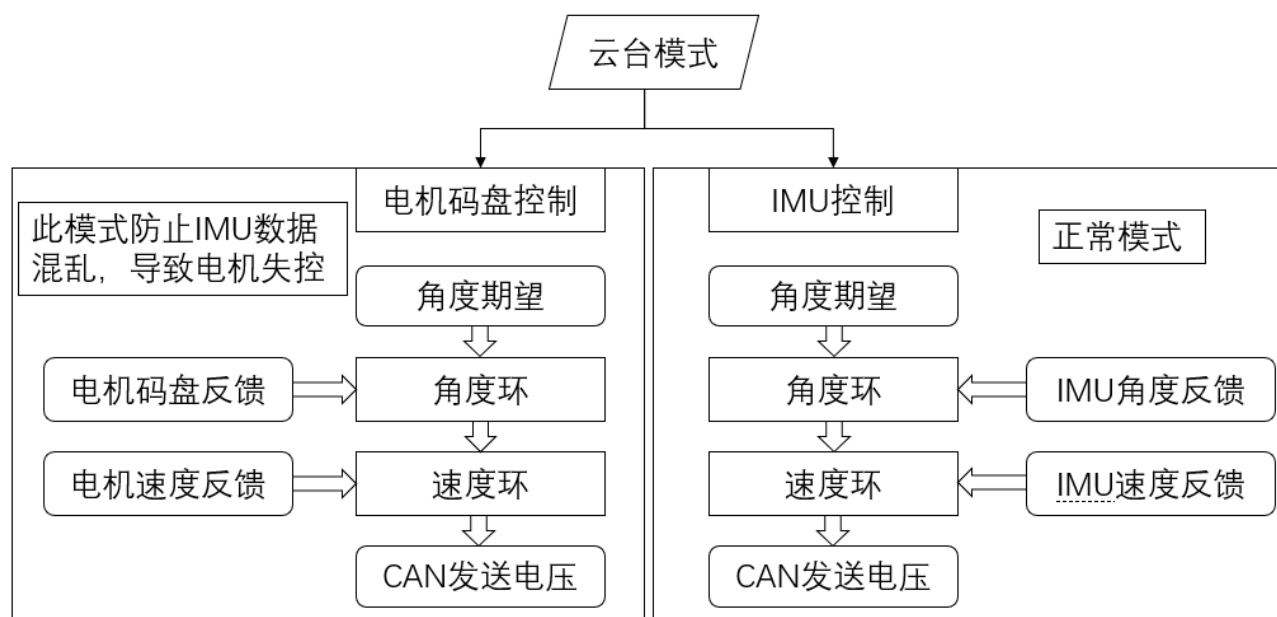 云台模式
电机码盘控制
此模式防止IMU数据
混乱，导致电机失控
角度期望
电机码盘反馈
角度环
电机速度反馈
速度环
CAN发送电压
IMU控制
正常模式
角度期望
角度环
IMU角度反馈
速度环
IMU速度反馈
CAN发送电压